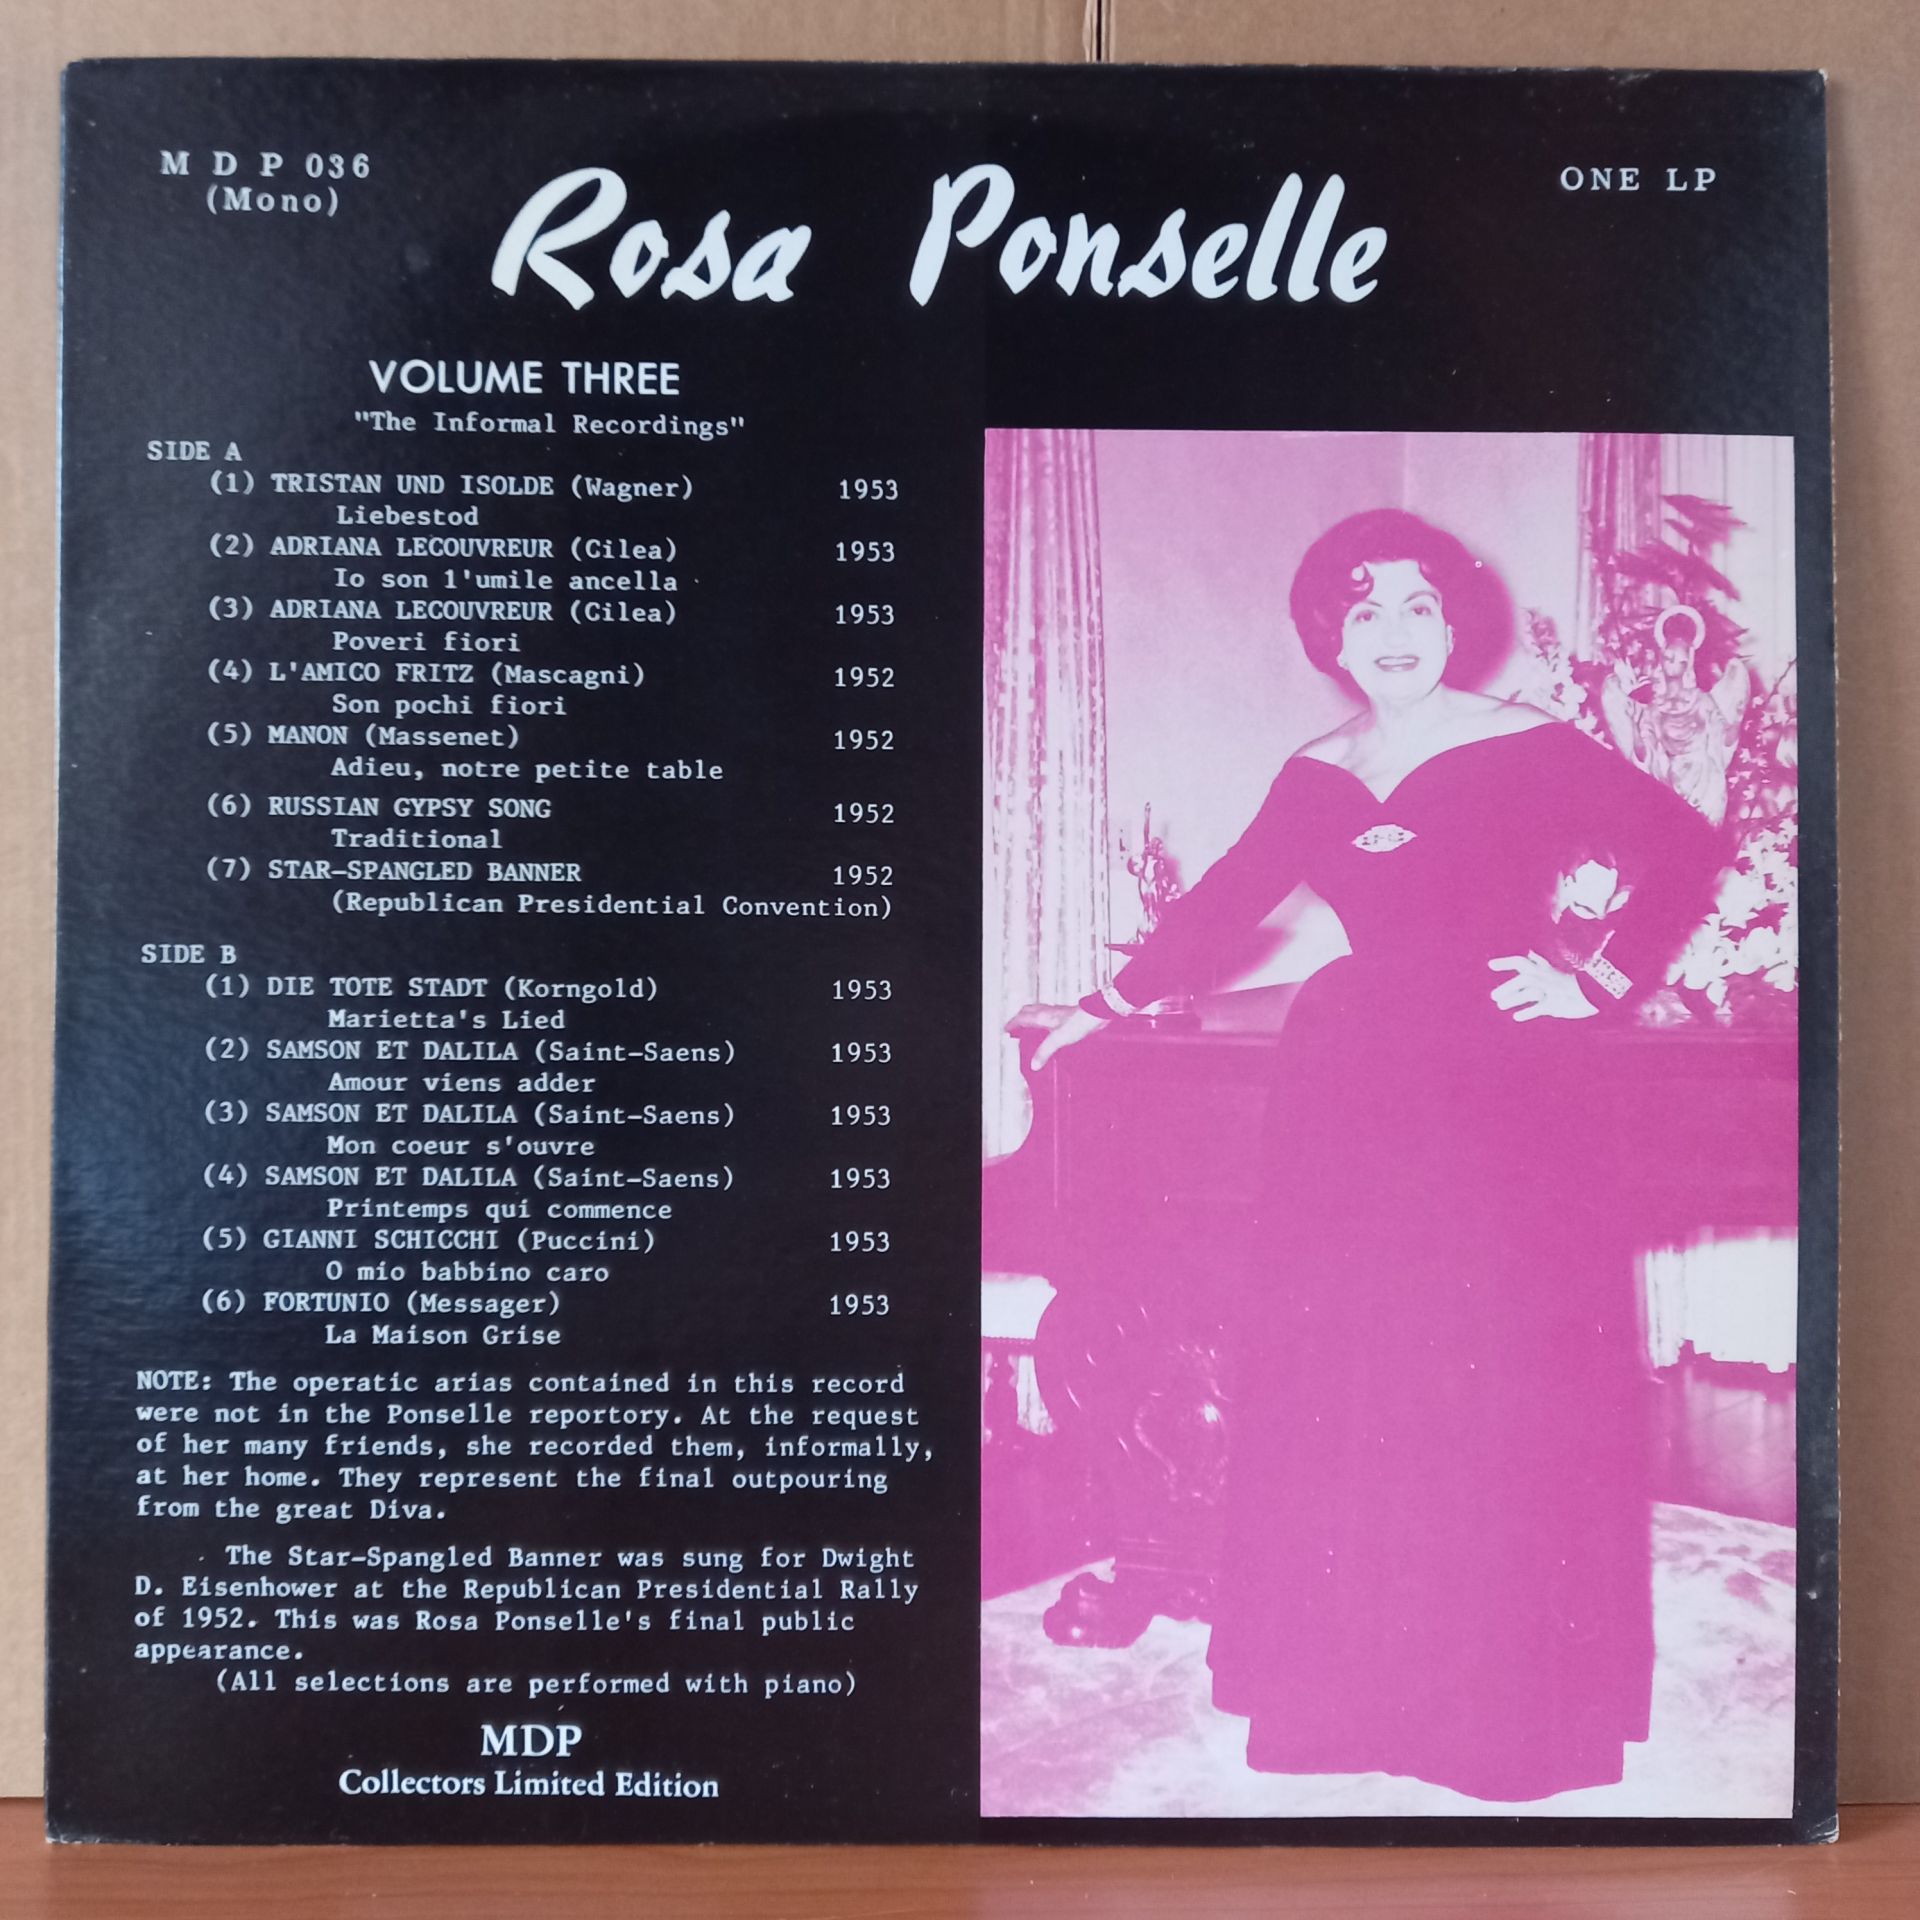 M D P 036
(Mono)
Rosa Ponselle
ONE LP
VOLUME THREE
"The Informal Recordings"
SIDE A
(1) TRISTAN UND ISOLDE (Wagner) 1953
Liebestod
(2) ADRIANA LECOUVREUR (Cilea) 1953
Io son l'umile ancella
(3) ADRIANA LECOUVREUR (Cilea) 1953
Poveri fiori
(4) L'AMICO FRITZ (Mascagni) 1952
Son pochi fiori
(5) MANON (Massenet) 1952
Adieu, notre petite table
(6) RUSSIAN GYPSY SONG 1952
Traditional
(7) STAR-SPANGLED BANNER 1952
(Republican Presidential Convention)
SIDE B
(1) DIE TOTE STADT (Korngold) 1953
Marietta's Lied
(2) SAMSON ET DALILA (Saint-Saens) 1953
Amour viens adder
(3) SAMSON ET DALILA (Saint-Saens) 1953
Mon coeur s'ouvre
(4) SAMSON ET DALILA (Saint-Saens) 1953
Printemps qui commence
(5) GIANNI SCHICCHI (Puccini) 1953
O mio babbino caro
(6) FORTUNIO (Messager) 1953
La Maison Grise
NOTE: The operatic arias contained in this record
were not in the Ponselle reportory. At the request
of her many friends, she recorded them, informally,
at her home. They represent the final outpouring
from the great Diva.
The Star-Spangled Banner was sung for Dwight
D. Eisenhower at the Republican Presidential Rally
of 1952. This was Rosa Ponselle's final public
appearance.
(All selections are performed with piano)
MDP
Collectors Limited Edition